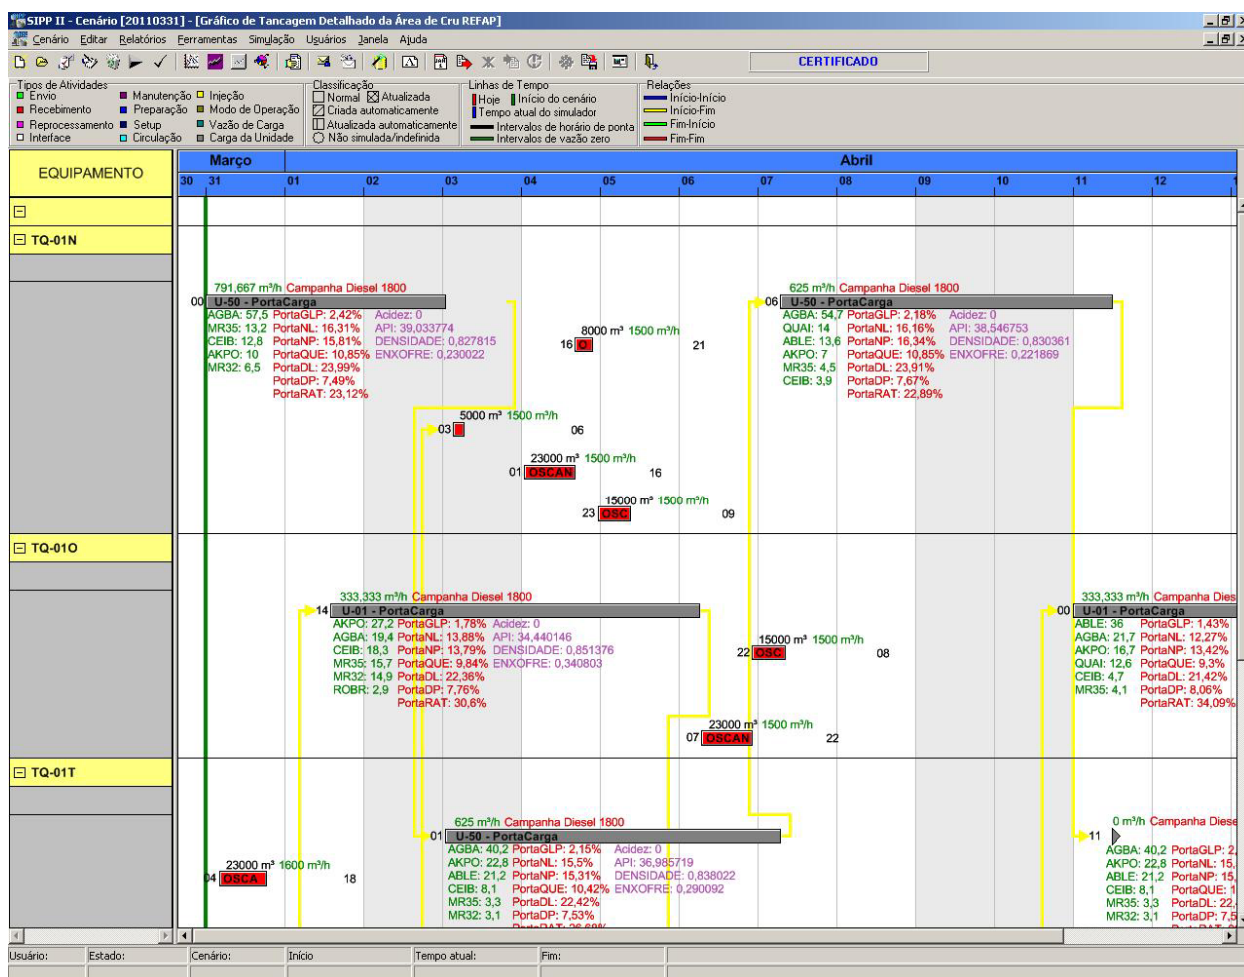 SIPP II - Cenário [20110331] - [Gráfico de Tancagem Detalhado da Área de Cru REFAP]
Cenário Editar Relatórios Ferramentas Simulação Usuários Janela Ajuda
CERTIFICADO
Tipos de Atividades
Envio Manutenção Injeção
Recebimento Preparação Modo de Operação
Reprocessamento Setup Vazão de Carga
Interface Circulação Carga da Unidade
Classificação
Normal Atualizada
Criada automaticamente
Atualizada automaticamente
Não simulada/indefinida
Linhas de Tempo
Hoje Início do cenário
Tempo atual do simulador
Intervalos de horário de ponta
Intervalos de vazão zero
Relações
Início-Início
Início-Fim
Fim-Início
Fim-Fim
EQUIPAMENTO
Março Abril
30 31 01 02 03 04 05 06 07 08 09 10 11 12
TQ-01N
791,667 m³/h Campanha Diesel 1800
00 U-50 - PortaCarga
AGBA: 57,5 PortaGLP: 2,42% Acidez: 0
MR35: 13,2 PortaNL: 16,31% API: 39,033774
CEIB: 12,8 PortaNP: 15,81% DENSIDADE: 0,827815
AKPO: 10 PortaQUE: 10,85% ENXOFRE: 0,230022
MR32: 6,5 PortaDL: 23,99%
PortaDP: 7,49%
PortaRAT: 23,12%
8000 m³ 1500 m³/h
16 O 21
5000 m³ 1500 m³/h
03 06
23000 m³ 1500 m³/h
01 OSCAN 16
15000 m³ 1500 m³/h
23 OSC 09
625 m³/h Campanha Diesel 1800
06 U-50 - PortaCarga
AGBA: 54,7 PortaGLP: 2,18% Acidez: 0
QUAI: 14 PortaNL: 16,16% API: 38,546753
ABLE: 13,6 PortaNP: 16,34% DENSIDADE: 0,830361
AKPO: 7 PortaQUE: 10,85% ENXOFRE: 0,221869
MR35: 4,5 PortaDL: 23,91%
CEIB: 3,9 PortaDP: 7,67%
PortaRAT: 22,89%
TQ-01O
333,333 m³/h Campanha Diesel 1800
14 U-01 - PortaCarga
AKPO: 27,2 PortaGLP: 1,78% Acidez: 0
AGBA: 19,4 PortaNL: 13,88% API: 34,440146
CEIB: 18,3 PortaNP: 13,79% DENSIDADE: 0,851376
MR35: 15,7 PortaQUE: 9,84% ENXOFRE: 0,340803
MR32: 14,9 PortaDL: 22,36%
ROBR: 2,9 PortaDP: 7,76%
PortaRAT: 30,6%
15000 m³ 1500 m³/h
22 OSC 08
23000 m³ 1500 m³/h
07 OSCAN 22
333,333 m³/h Campanha Dies
00 U-01 - PortaCarga
ABLE: 36 PortaGLP: 1,43%
AGBA: 21,7 PortaNL: 12,27%
AKPO: 16,7 PortaNP: 13,42%
QUAI: 12,6 PortaQUE: 9,3%
CEIB: 4,7 PortaDL: 21,42%
MR35: 4,1 PortaDP: 8,06%
PortaRAT: 34,09%
TQ-01T
23000 m³ 1600 m³/h
04 OSCA 18
625 m³/h Campanha Diesel 1800
01 U-50 - PortaCarga
AGBA: 40,2 PortaGLP: 2,15% Acidez: 0
AKPO: 22,8 PortaNL: 15,5% API: 36,985719
ABLE: 21,2 PortaNP: 15,31% DENSIDADE: 0,838022
CEIB: 8,1 PortaQUE: 10,42% ENXOFRE: 0,290092
MR35: 3,3 PortaDL: 22,42%
MR32: 3,1 PortaDP: 7,53%
0 m³/h Campanha Diese
11
AGBA: 40,2 PortaGLP: 2,
AKPO: 22,8 PortaNL: 15,
ABLE: 21,2 PortaNP: 15,
CEIB: 8,1 PortaQUE: 1
MR35: 3,3 PortaDL: 22,
MR32: 3,1 PortaDP: 7,5
Usuário: Estado: Cenário: Início Tempo atual: Fim: